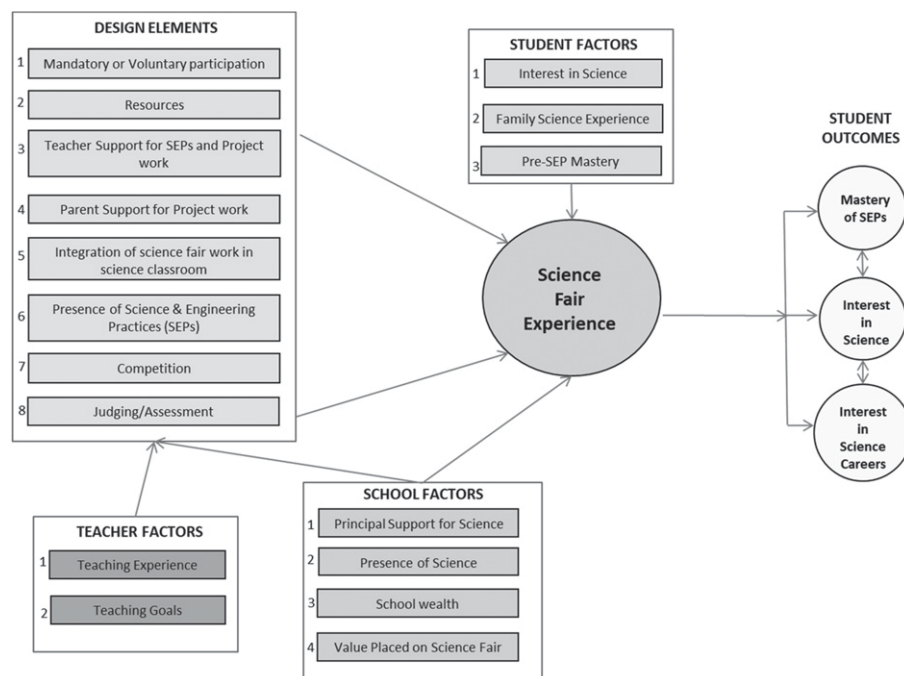 DESIGN ELEMENTS
1 Mandatory or Voluntary participation
2 Resources
3 Teacher Support for SEPs and Project
work
4 Parent Support for Project work
5 Integration of science fair work in
science classroom
6 Presence of Science & Engineering
Practices (SEPs)
7 Competition
8 Judging/Assessment
STUDENT FACTORS
1 Interest in Science
2 Family Science Experience
3 Pre-SEP Mastery
Science
Fair
Experience
STUDENT
OUTCOMES
Mastery
of SEPs
Interest
in
Science
Interest
in
Science
Careers
TEACHER FACTORS
1 Teaching Experience
2 Teaching Goals
SCHOOL FACTORS
1 Principal Support for Science
2 Presence of Science
3 School wealth
4 Value Placed on Science Fair